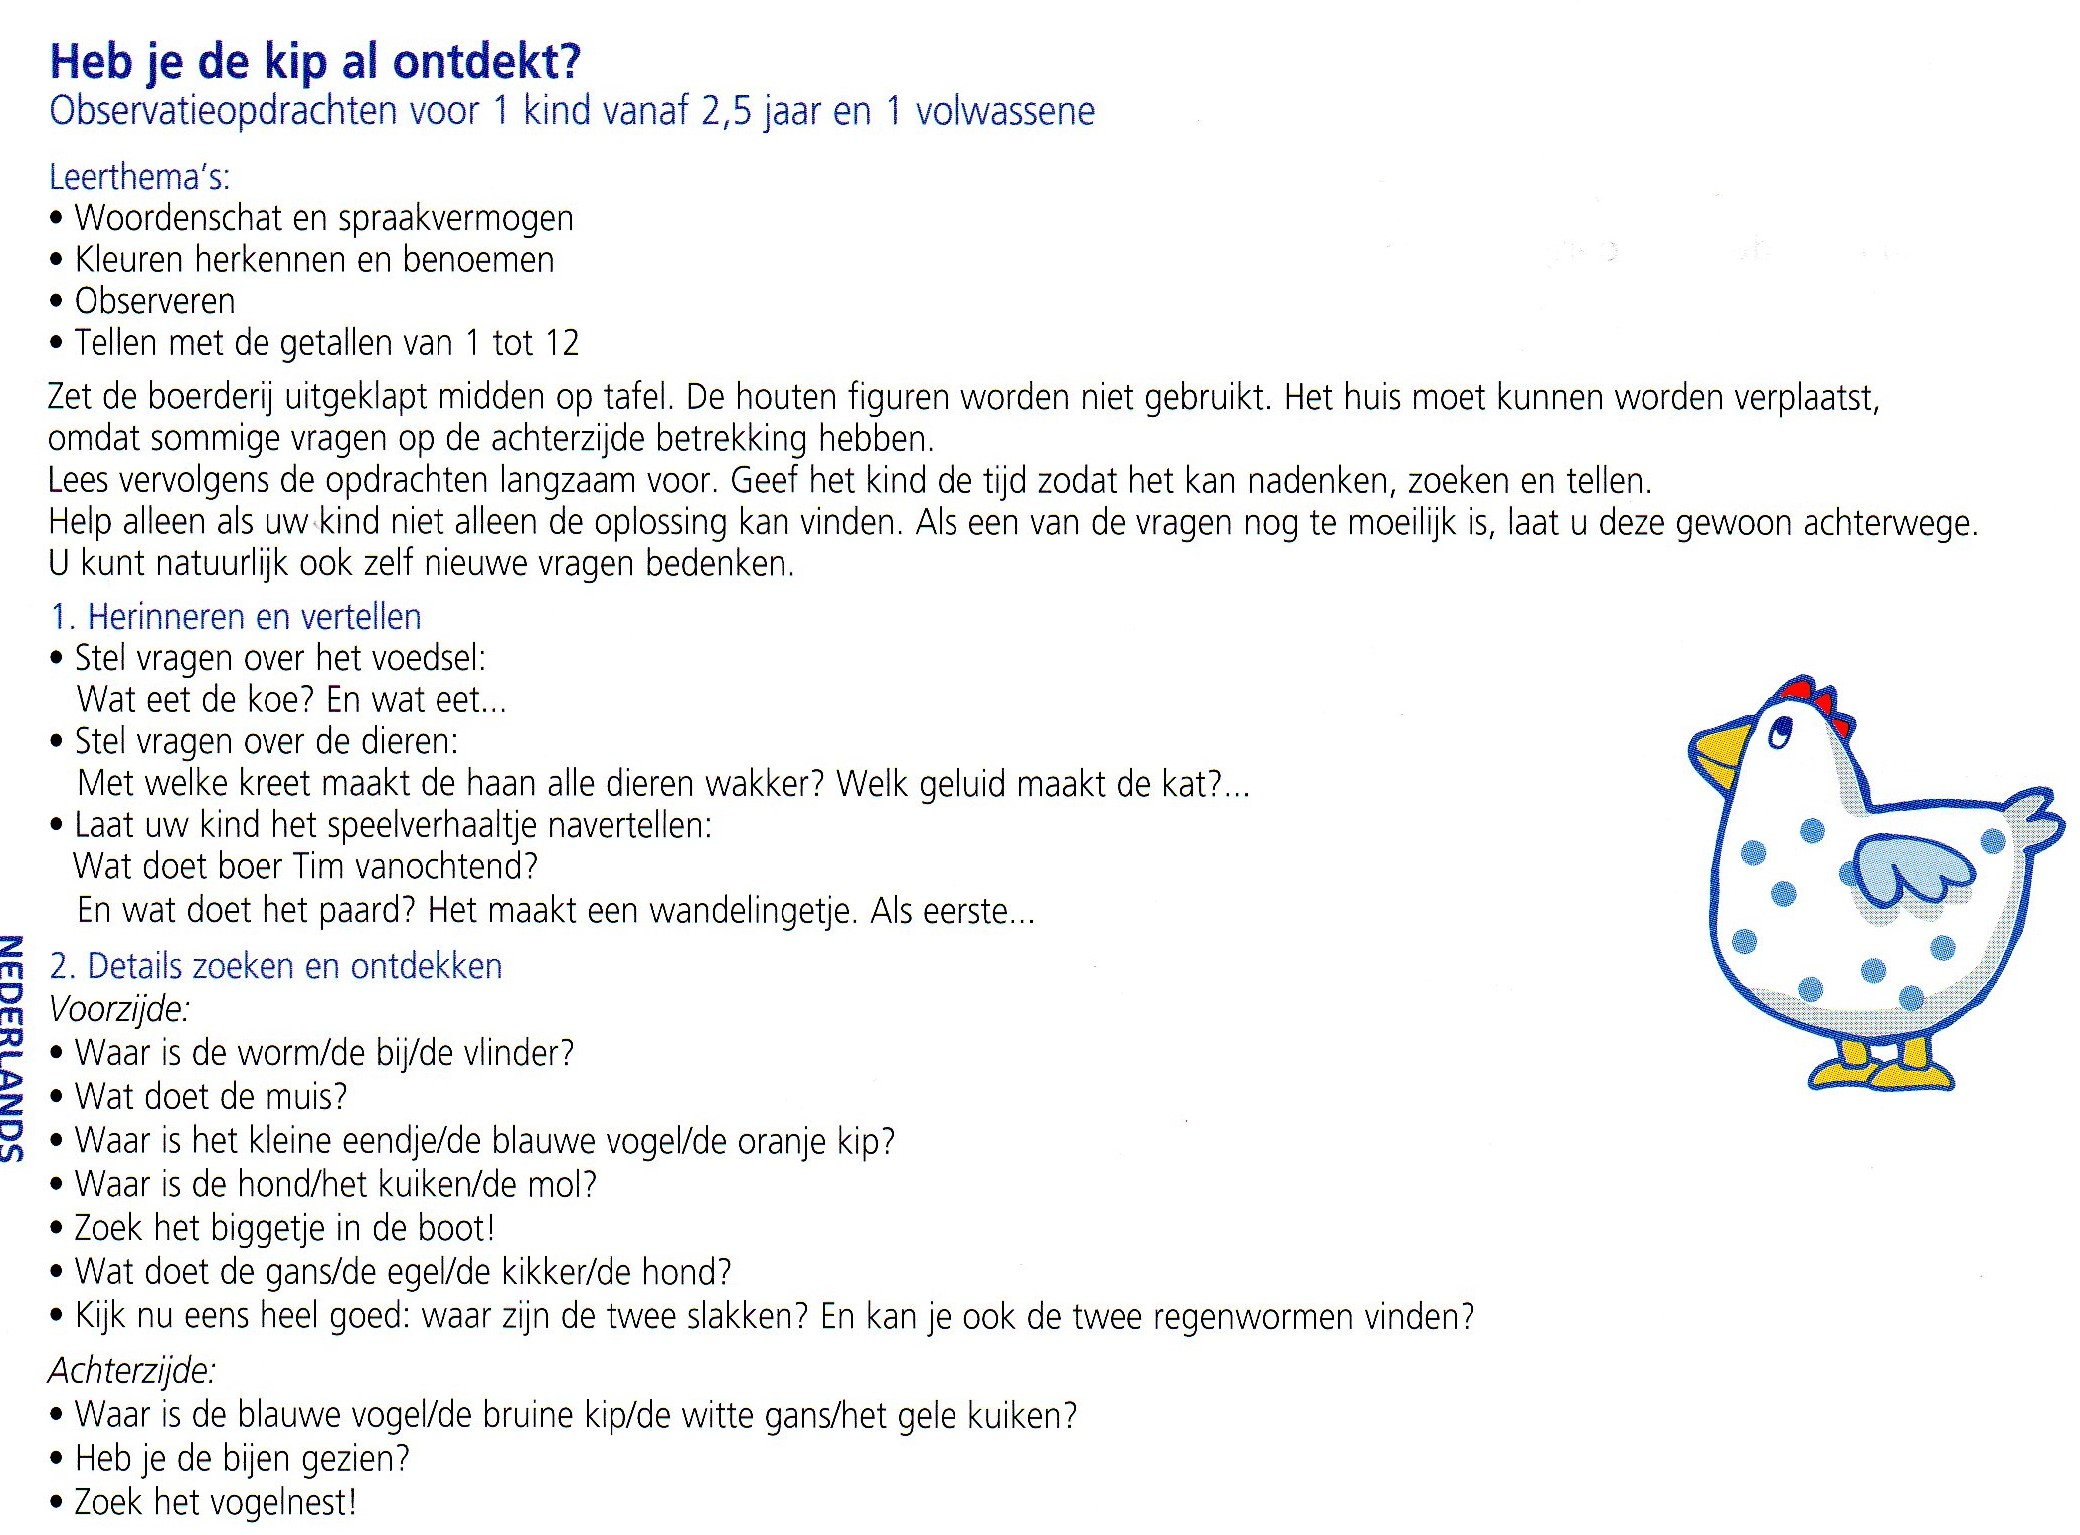 Heb je de kip al ontdekt?
Observatieopdrachten voor 1 kind vanaf 2,5 jaar en 1 volwassene
Leerthema's:
• Woordenschat en spraakvermogen
• Kleuren herkennen en benoemen
• Observeren
• Tellen met de getallen van 1 tot 12
Zet de boerderij uitgeklapt midden op tafel. De houten figuren worden niet gebruikt. Het huis moet kunnen worden verplaatst,
omdat sommige vragen op de achterzijde betrekking hebben.
Lees vervolgens de opdrachten langzaam voor. Geef het kind de tijd zodat het kan nadenken, zoeken en tellen.
Help alleen als uw kind niet alleen de oplossing kan vinden. Als een van de vragen nog te moeilijk is, laat u deze gewoon achterwege.
U kunt natuurlijk ook zelf nieuwe vragen bedenken.
1. Herinneren en vertellen
• Stel vragen over het voedsel:
Wat eet de koe? En wat eet...
• Stel vragen over de dieren:
Met welke kreet maakt de haan alle dieren wakker? Welk geluid maakt de kat?...
• Laat uw kind het speelverhaaltje navertellen:
Wat doet boer Tim vanochtend?
En wat doet het paard? Het maakt een wandelingetje. Als eerste...
2. Details zoeken en ontdekken
Voorzijde:
• Waar is de worm/de bij/de vlinder?
• Wat doet de muis?
• Waar is het kleine eendje/de blauwe vogel/de oranje kip?
• Waar is de hond/het kuiken/de mol?
• Zoek het biggetje in de boot!
• Wat doet de gans/de egel/de kikker/de hond?
• Kijk nu eens heel goed: waar zijn de twee slakken? En kan je ook de twee regenwormen vinden?
Achterzijde:
• Waar is de blauwe vogel/de bruine kip/de witte gans/het gele kuiken?
• Heb je de bijen gezien?
• Zoek het vogelnest!
NEDERLANDS